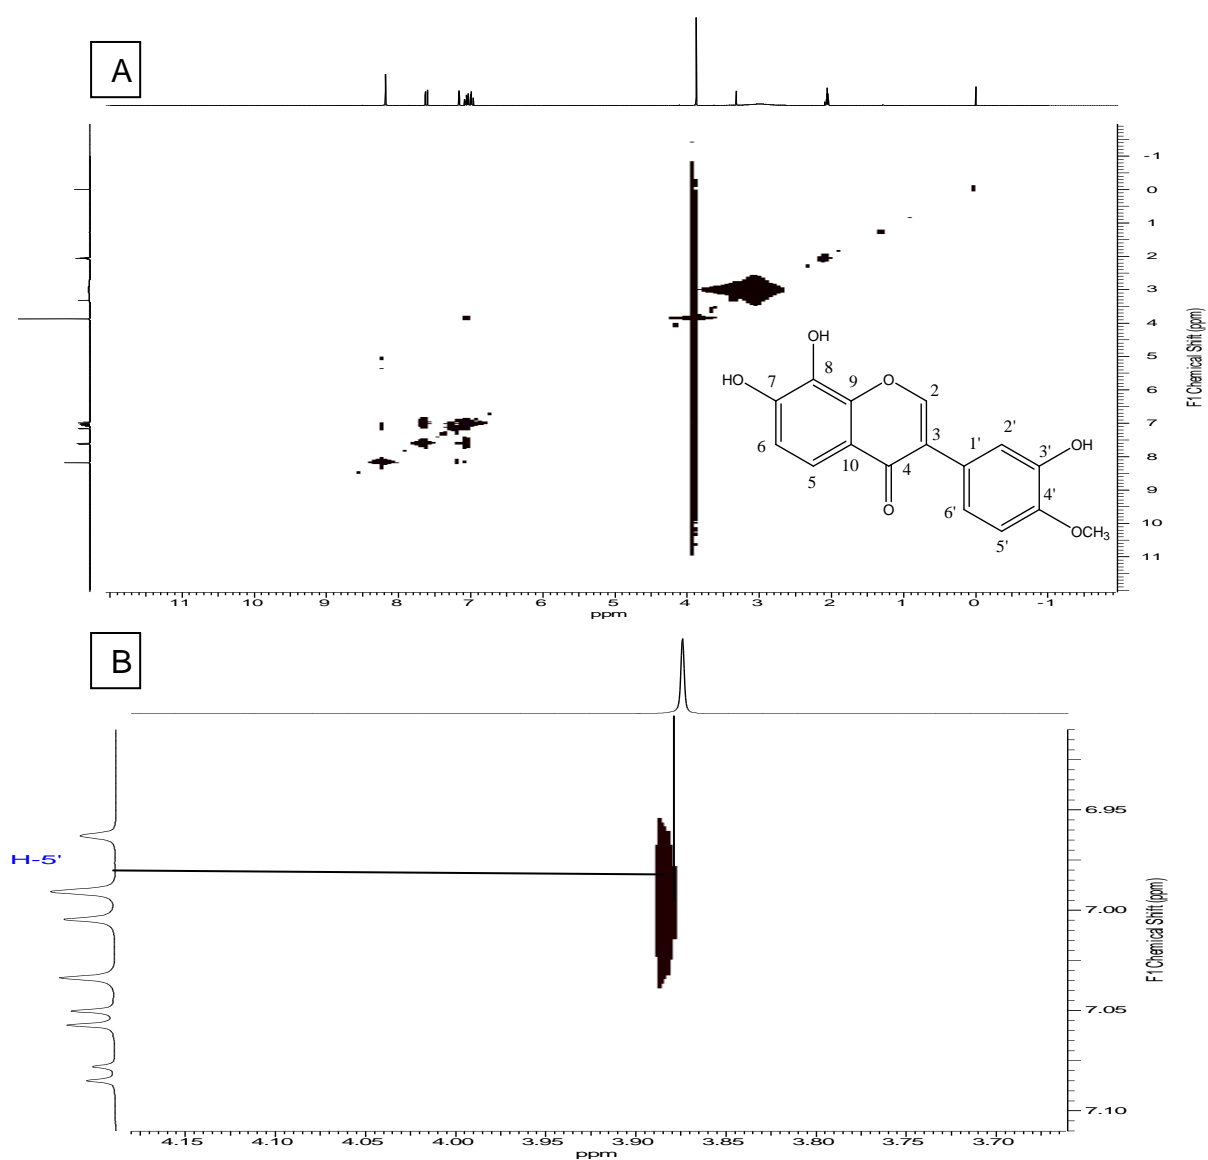 A
-1
0
1
2
3
4
5
6
7
8
9
10
11
F1 Chemical Shift (ppm)
OH
HO
7
8
9
O
2
6
5
10
4
3
O
1'
2'
3'
OH
4'
6'
5'
OCH3
11 10 9 8 7 6 5 4 3 2 1 0 -1
ppm
B
H-5'
6.95
7.00
7.05
7.10
F1 Chemical Shift (ppm)
4.15 4.10 4.05 4.00 3.95 3.90 3.85 3.80 3.75 3.70
ppm